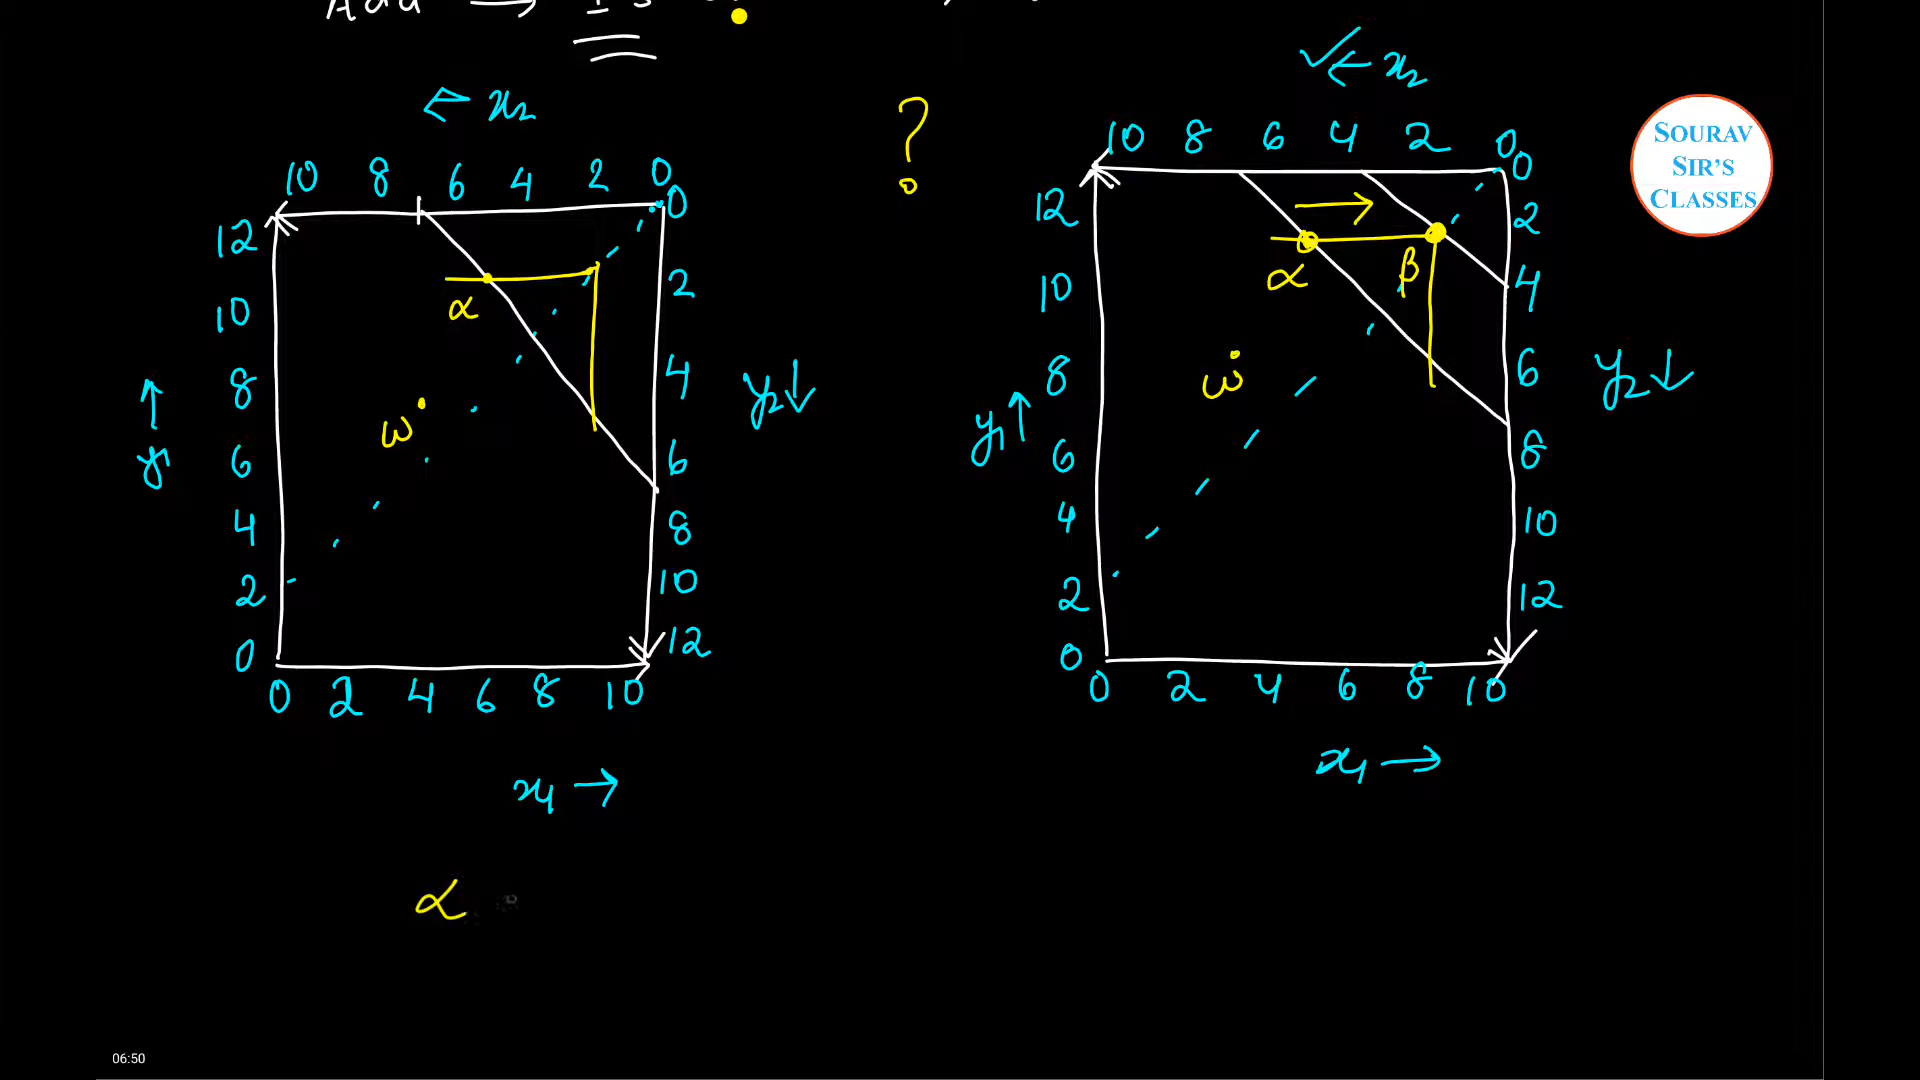 Add → Is
← x2
10 8 6 4 2 0
0 2 4 6 8 10 12
y2 ↓
12 10 8 6 4 2 0
↑ y1
α
ω
0 2 4 6 8 10
x1 →
α
?
✓ ← x2
10 8 6 4 2 0
0 2 4 6 8 10 12
y2 ↓
12 10 8 6 4 2 0
y1 ↑
→
α β
ω
0 2 4 6 8 10
x1 →
SOURAV
SIR'S
CLASSES
06:50